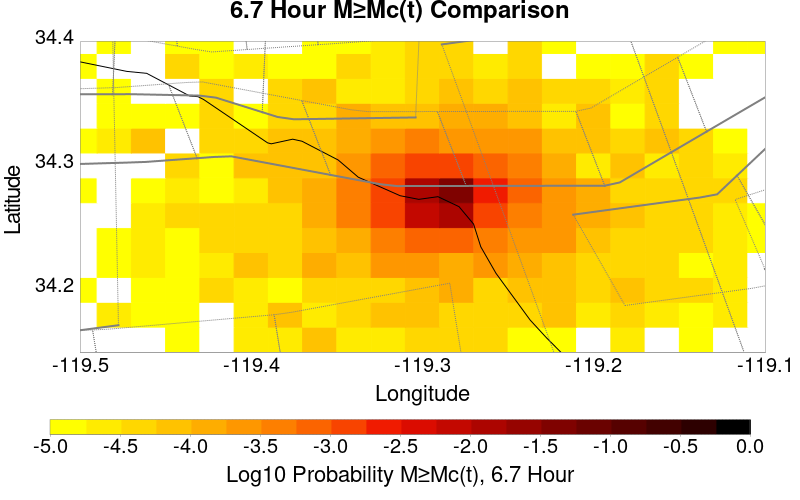 6.7 Hour M≥Mc(t) Comparison
34.4
34.3
34.2
Latitude
-119.5 -119.4 -119.3 -119.2 -119.1
Longitude
-5.0 -4.5 -4.0 -3.5 -3.0 -2.5 -2.0 -1.5 -1.0 -0.5 0.0
Log10 Probability M≥Mc(t), 6.7 Hour